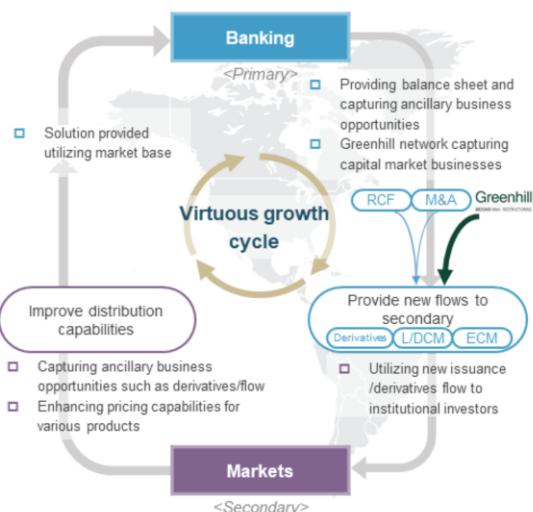 Banking
<Primary>
Providing balance sheet and
capturing ancillary business
opportunities
Greenhill network capturing
capital market businesses
Solution provided
utilizing market base
Virtuous growth
cycle
RCF
M&A
Greenhill
Improve distribution
capabilities
Provide new flows to
secondary
Derivatives
L/DCM
ECM
Capturing ancillary business
opportunities such as derivatives/flow
Enhancing pricing capabilities for
various products
Utilizing new issuance
/derivatives flow to
institutional investors
Markets
<Secondary>